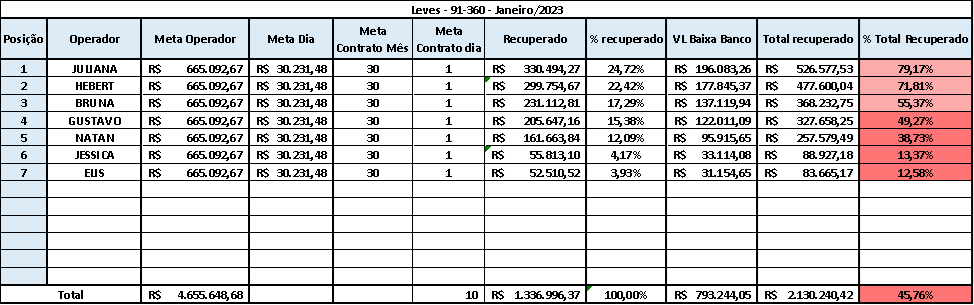 Leves - 91-360 - Janeiro/2023
Posição Operador Meta Operador Meta Dia Meta Contrato Mês Meta Contrato dia Recuperado % recuperado VL Baixa Banco Total recuperado % Total Recuperado
1 JULIANA R$ 665.092,67 R$ 30.231,48 30 1 R$ 330.494,27 24,72% R$ 196.083,26 R$ 526.577,53 79,17%
2 HEBERT R$ 665.092,67 R$ 30.231,48 30 1 R$ 299.754,67 22,42% R$ 177.845,37 R$ 477.600,04 71,81%
3 BRUNA R$ 665.092,67 R$ 30.231,48 30 1 R$ 231.112,81 17,29% R$ 137.119,94 R$ 368.232,75 55,37%
4 GUSTAVO R$ 665.092,67 R$ 30.231,48 30 1 R$ 205.647,16 15,38% R$ 122.011,09 R$ 327.658,25 49,27%
5 NATAN R$ 665.092,67 R$ 30.231,48 30 1 R$ 161.663,84 12,09% R$ 95.915,65 R$ 257.579,49 38,73%
6 JESSICA R$ 665.092,67 R$ 30.231,48 30 1 R$ 55.813,10 4,17% R$ 33.114,08 R$ 88.927,18 13,37%
7 ELIS R$ 665.092,67 R$ 30.231,48 30 1 R$ 52.510,52 3,93% R$ 31.154,65 R$ 83.665,17 12,58%
Total R$ 4.655.648,68 10 R$ 1.336.996,37 100,00% R$ 793.244,05 R$ 2.130.240,42 45,76%